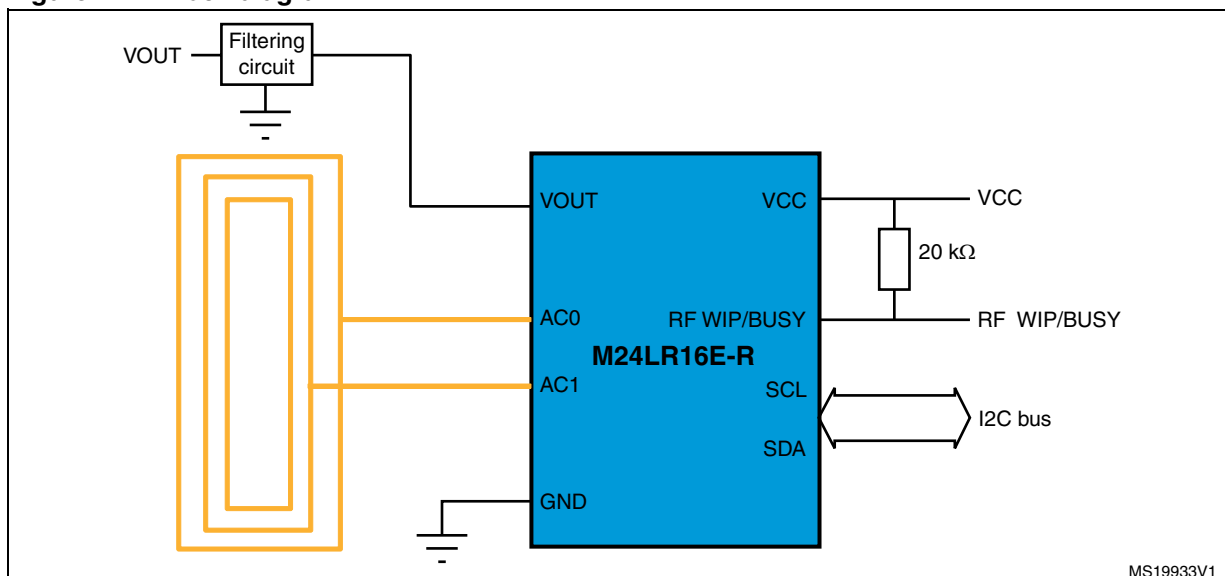 Filtering
circuit
VOUT
VOUT
VCC
VCC
20 kΩ
AC0
RF WIP/BUSY
RF WIP/BUSY
M24LR16E-R
AC1
SCL
I2C bus
SDA
GND
MS19933V1